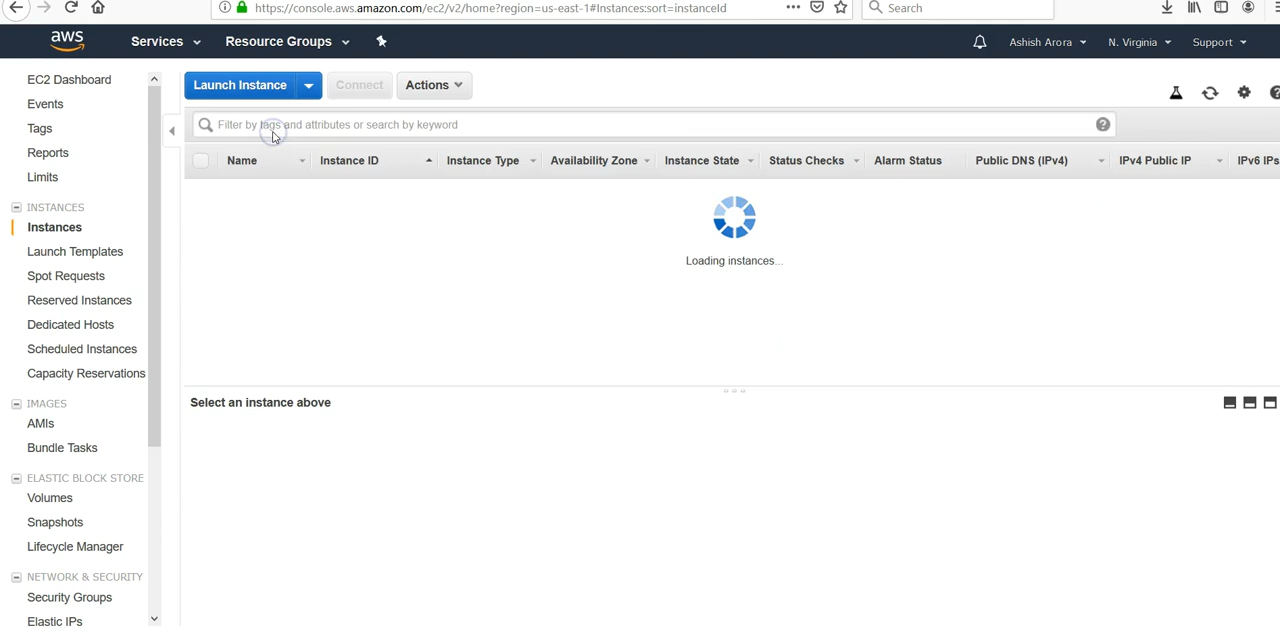 https://console.aws.amazon.com/ec2/v2/home?region=us-east-1#Instances:sort=instanceId
Search
aws
Services
Resource Groups
Ashish Arora
N. Virginia
Support
EC2 Dashboard
Events
Tags
Reports
Limits
INSTANCES
Instances
Launch Templates
Spot Requests
Reserved Instances
Dedicated Hosts
Scheduled Instances
Capacity Reservations
IMAGES
AMIs
Bundle Tasks
ELASTIC BLOCK STORE
Volumes
Snapshots
Lifecycle Manager
NETWORK & SECURITY
Security Groups
Elastic IPs
Launch Instance
Connect
Actions
Filter by tags and attributes or search by keyword
Name
Instance ID
Instance Type
Availability Zone
Instance State
Status Checks
Alarm Status
Public DNS (IPv4)
IPv4 Public IP
IPv6 IPs
Loading instances...
Select an instance above